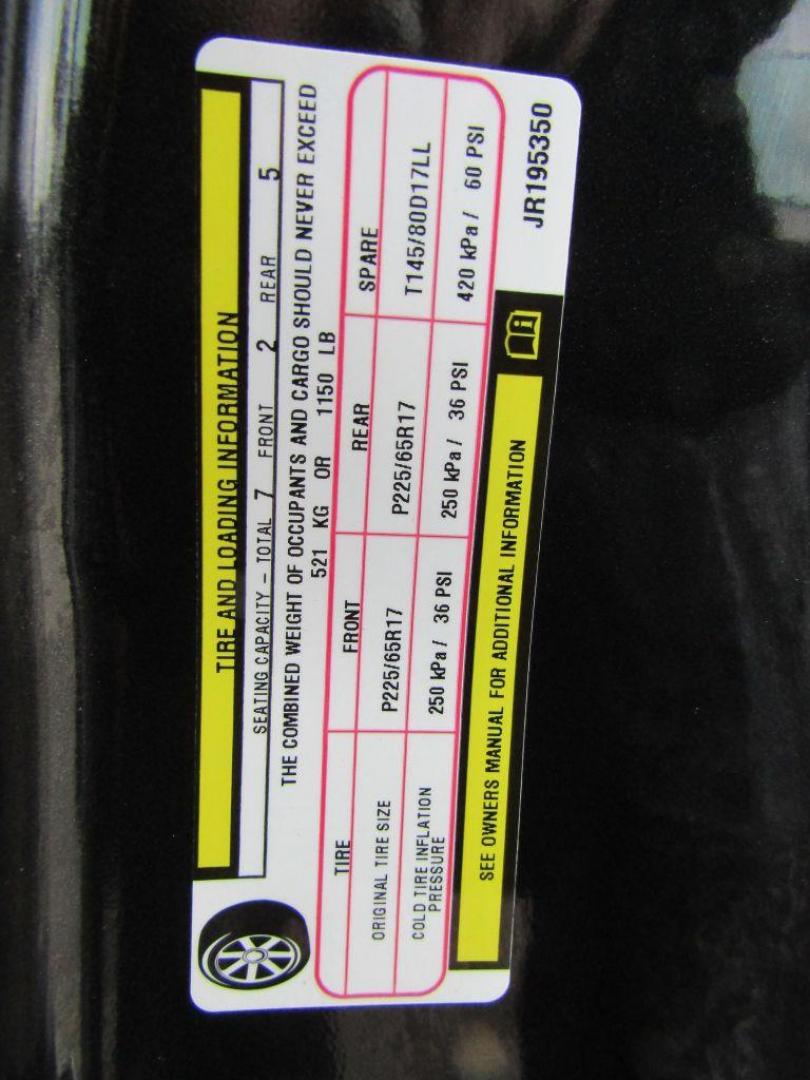 TIRE AND LOADING INFORMATION
SEATING CAPACITY – TOTAL 7 FRONT 2 REAR 5
THE COMBINED WEIGHT OF OCCUPANTS AND CARGO SHOULD NEVER EXCEED
521 KG OR 1150 LB
TIRE FRONT REAR SPARE
ORIGINAL TIRE SIZE P225/65R17 P225/65R17 T145/80D17LL
COLD TIRE INFLATION PRESSURE 250 kPa / 36 PSI 250 kPa / 36 PSI 420 kPa / 60 PSI
SEE OWNERS MANUAL FOR ADDITIONAL INFORMATION
JR195350